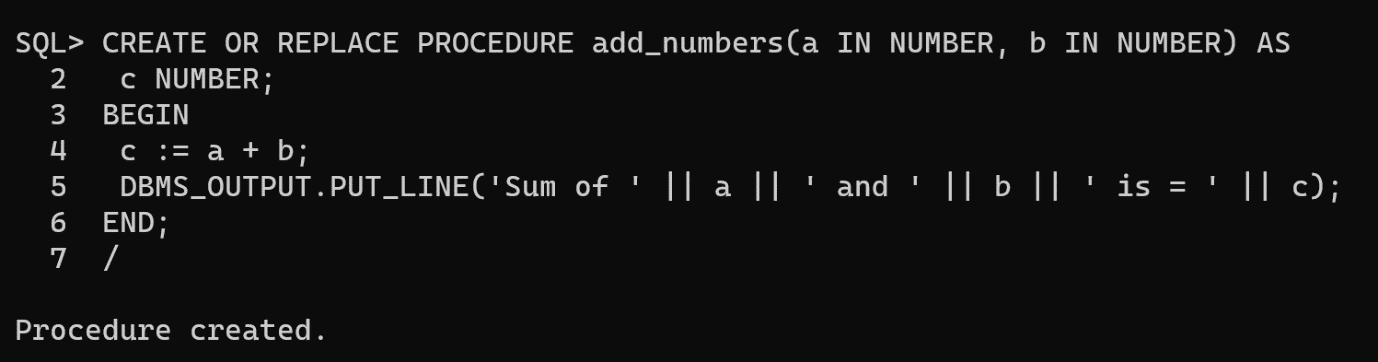 SQL> CREATE OR REPLACE PROCEDURE add_numbers(a IN NUMBER, b IN NUMBER) AS
  2   c NUMBER;
  3  BEGIN
  4   c := a + b;
  5   DBMS_OUTPUT.PUT_LINE('Sum of ' || a || ' and ' || b || ' is = ' || c);
  6  END;
  7  /
Procedure created.